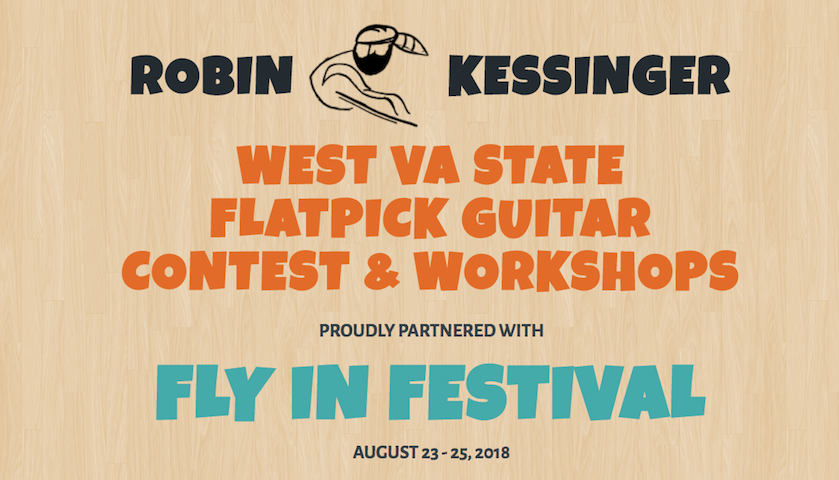 ROBIN KESSINGER
WEST VA STATE
FLATPICK GUITAR
CONTEST & WORKSHOPS
PROUDLY PARTNERED WITH
FLY IN FESTIVAL
AUGUST 23 - 25, 2018